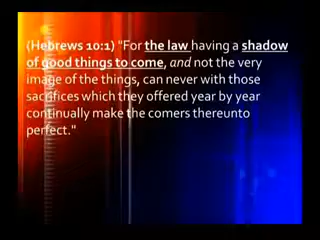 (Hebrews 10:1) "For the law having a shadow
of good things to come, and not the very
image of the things, can never with those
sacrifices which they offered year by year
continually make the comers thereunto
perfect."